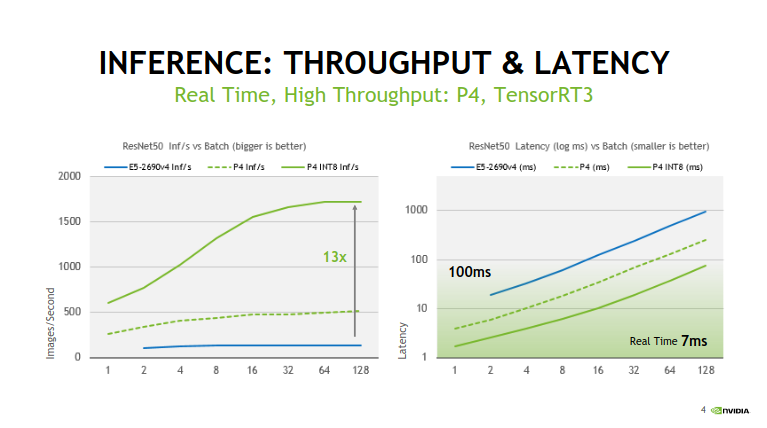 INFERENCE: THROUGHPUT & LATENCY
Real Time, High Throughput: P4, TensorRT3
ResNet50 Inf/s vs Batch (bigger is better)
E5-2690v4 Inf/s P4 Inf/s P4 INT8 Inf/s
2000
1500
1000
500
0
Images/Second
13x
1 2 4 8 16 32 64 128
ResNet50 Latency (log ms) vs Batch (smaller is better)
E5-2690v4 (ms) P4 (ms) P4 INT8 (ms)
1000
100
10
1
Latency
100ms
Real Time 7ms
1 2 4 8 16 32 64 128
4 NVIDIA